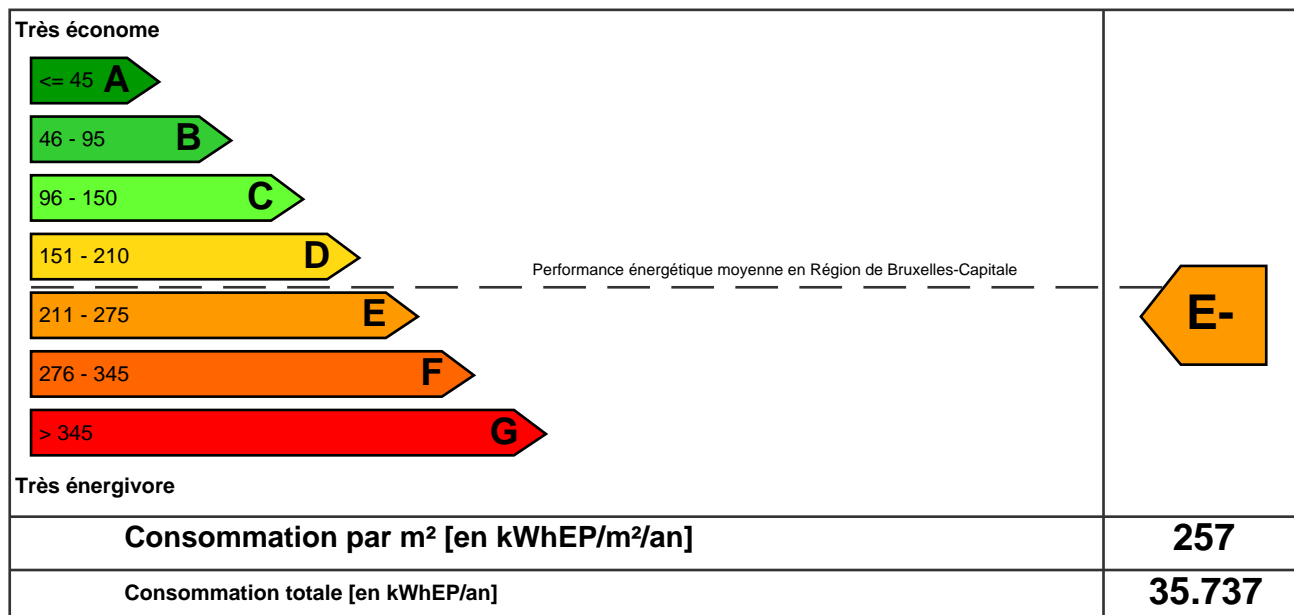 Très économe
<= 45 A
46 - 95 B
96 - 150 C
151 - 210 D
Performance énergétique moyenne en Région de Bruxelles-Capitale
211 - 275 E
E-
276 - 345 F
> 345 G
Très énergivore
Consommation par m² [en kWhEP/m²/an] 257
Consommation totale [en kWhEP/an] 35.737